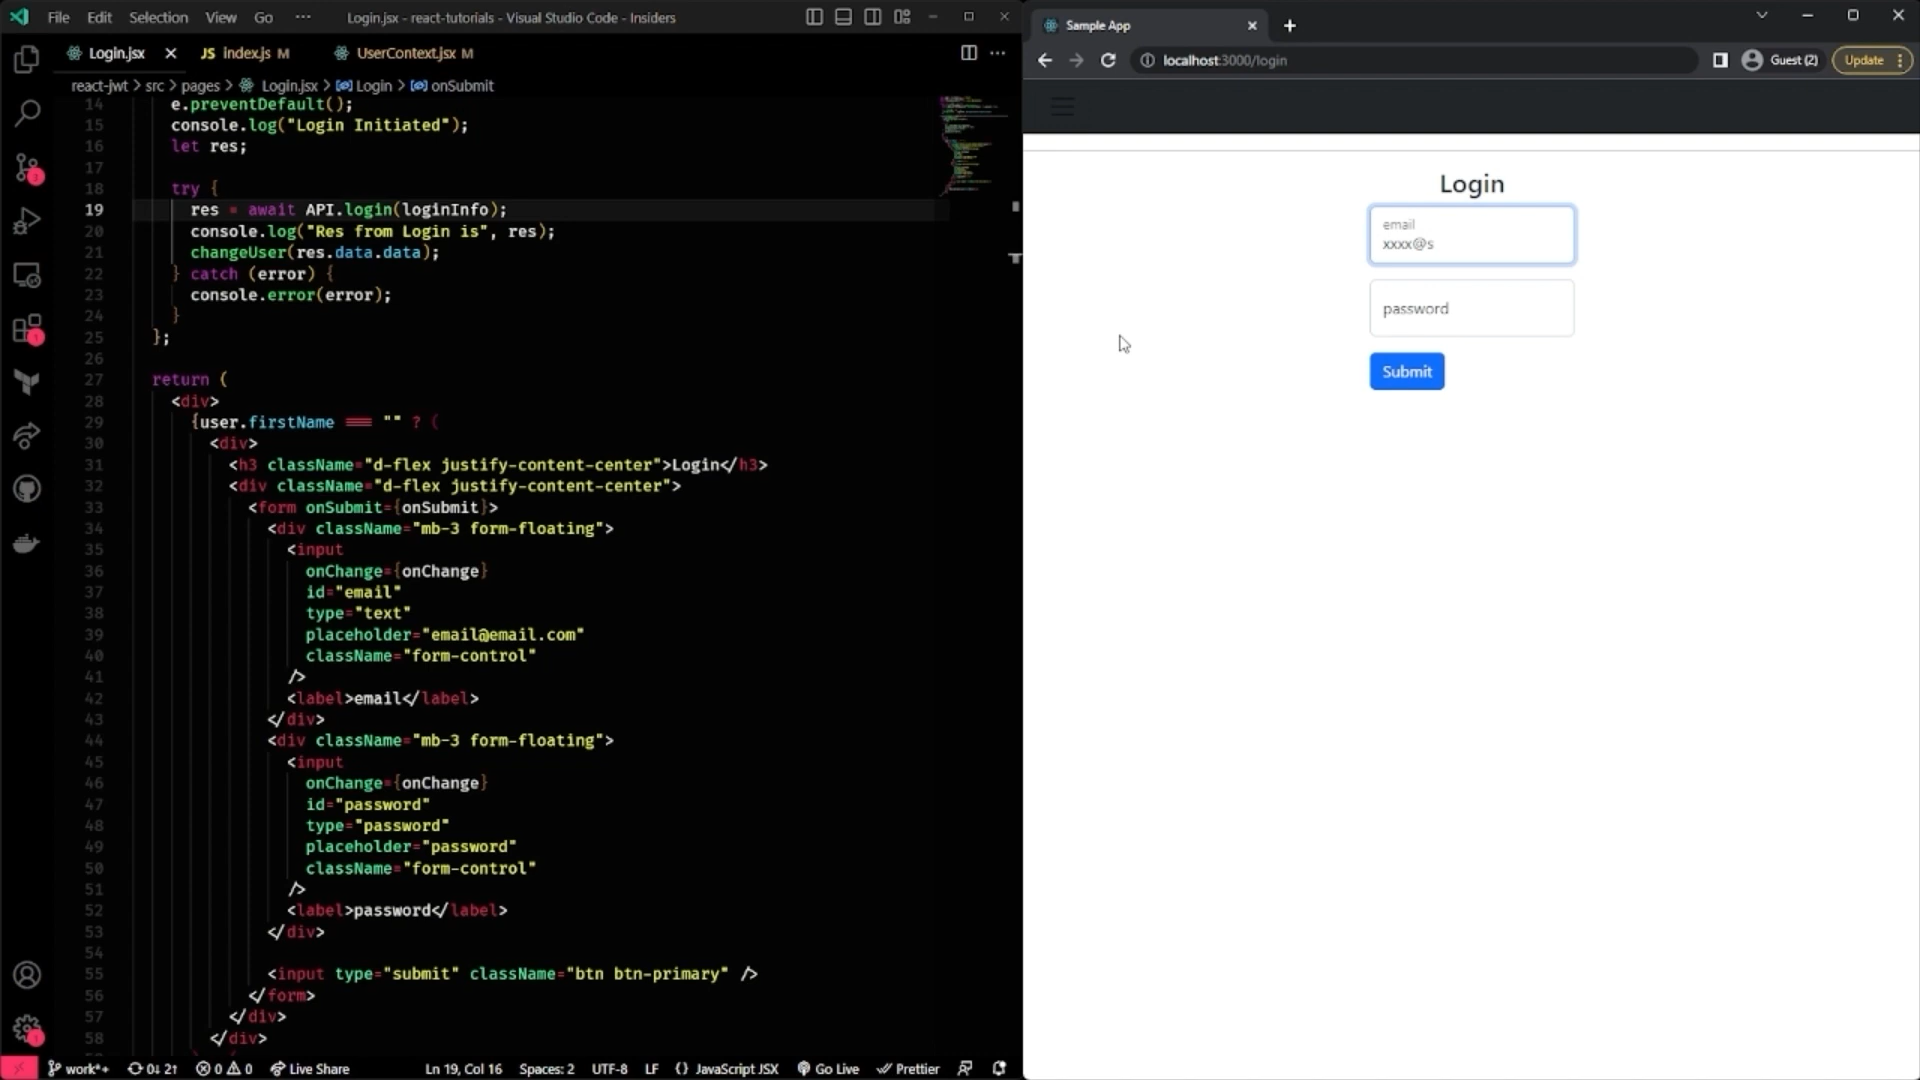 File Edit Selection View Go ··· Login.jsx - react-tutorials - Visual Studio Code - Insiders
Login.jsx JS index.js M UserContext.jsx M
react-jwt > src > pages > Login.jsx > Login > onSubmit
14 e.preventDefault();
15 console.log("Login Initiated");
16 let res;
17
18 try {
19 res = await API.login(loginInfo);
20 console.log("Res from Login is", res);
21 changeUser(res.data.data);
22 } catch (error) {
23 console.error(error);
24 }
25 };
26
27 return (
28 <div>
29 {user.firstName === "" ? (
30 <div>
31 <h3 className="d-flex justify-content-center">Login</h3>
32 <div className="d-flex justify-content-center">
33 <form onSubmit={onSubmit}>
34 <div className="mb-3 form-floating">
35 <input
36 onChange={onChange}
37 id="email"
38 type="text"
39 placeholder="email@email.com"
40 className="form-control"
41 />
42 <label>email</label>
43 </div>
44 <div className="mb-3 form-floating">
45 <input
46 onChange={onChange}
47 id="password"
48 type="password"
49 placeholder="password"
50 className="form-control"
51 />
52 <label>password</label>
53 </div>
54
55 <input type="submit" className="btn btn-primary" />
56 </form>
57 </div>
58 </div>
work*+ 0↓ 2↑ 0 0 Live Share Ln 19, Col 16 Spaces: 2 UTF-8 LF {} JavaScript JSX Go Live Prettier
Sample App
localhost:3000/login Guest (2) Update
Login
email
xxxx@s
password
Submit